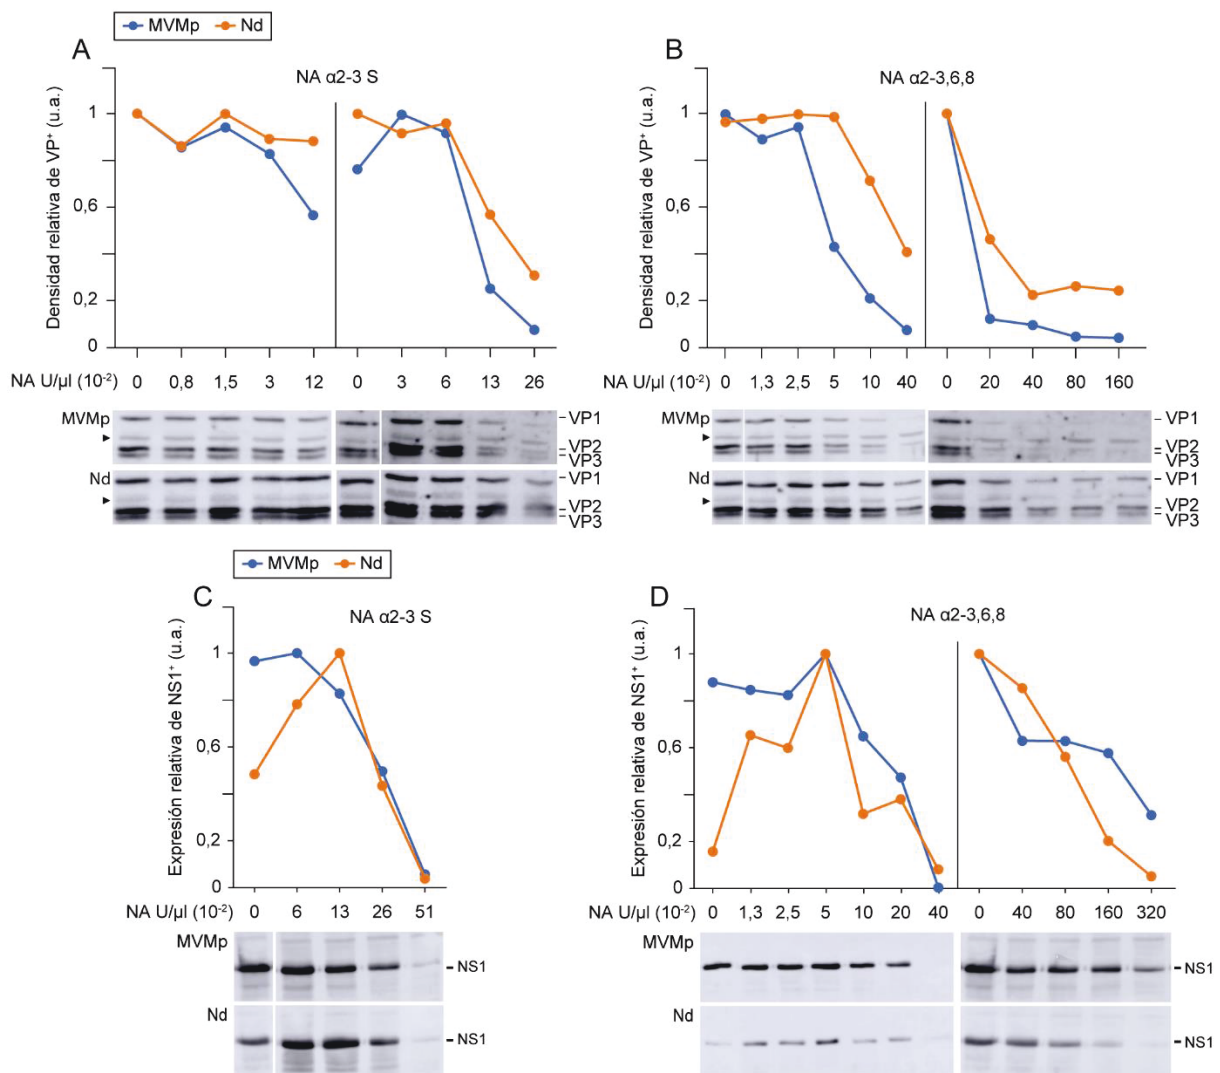 MVMp Nd
A
NA α2-3 S
Densidad relativa de VP⁺ (u.a.)
1
0,6
0,2
0
NA U/µl (10⁻²)
0 0,8 1,5 3 12 0 3 6 13 26
MVMp
VP1
VP2
VP3
Nd
VP1
VP2
VP3
B
NA α2-3,6,8
Densidad relativa de VP⁺ (u.a.)
1
0,6
0,2
0
NA U/µl (10⁻²)
0 1,3 2,5 5 10 40 0 20 40 80 160
MVMp
VP1
VP2
VP3
Nd
VP1
VP2
VP3
MVMp Nd
C
NA α2-3 S
Expresión relativa de NS1⁺ (u.a.)
1
0,6
0,2
0
NA U/µl (10⁻²)
0 6 13 26 51
MVMp
NS1
Nd
NS1
D
NA α2-3,6,8
Expresión relativa de NS1⁺ (u.a.)
1
0,6
0,2
0
NA U/µl (10⁻²)
0 1,3 2,5 5 10 20 40 0 40 80 160 320
MVMp
NS1
Nd
NS1